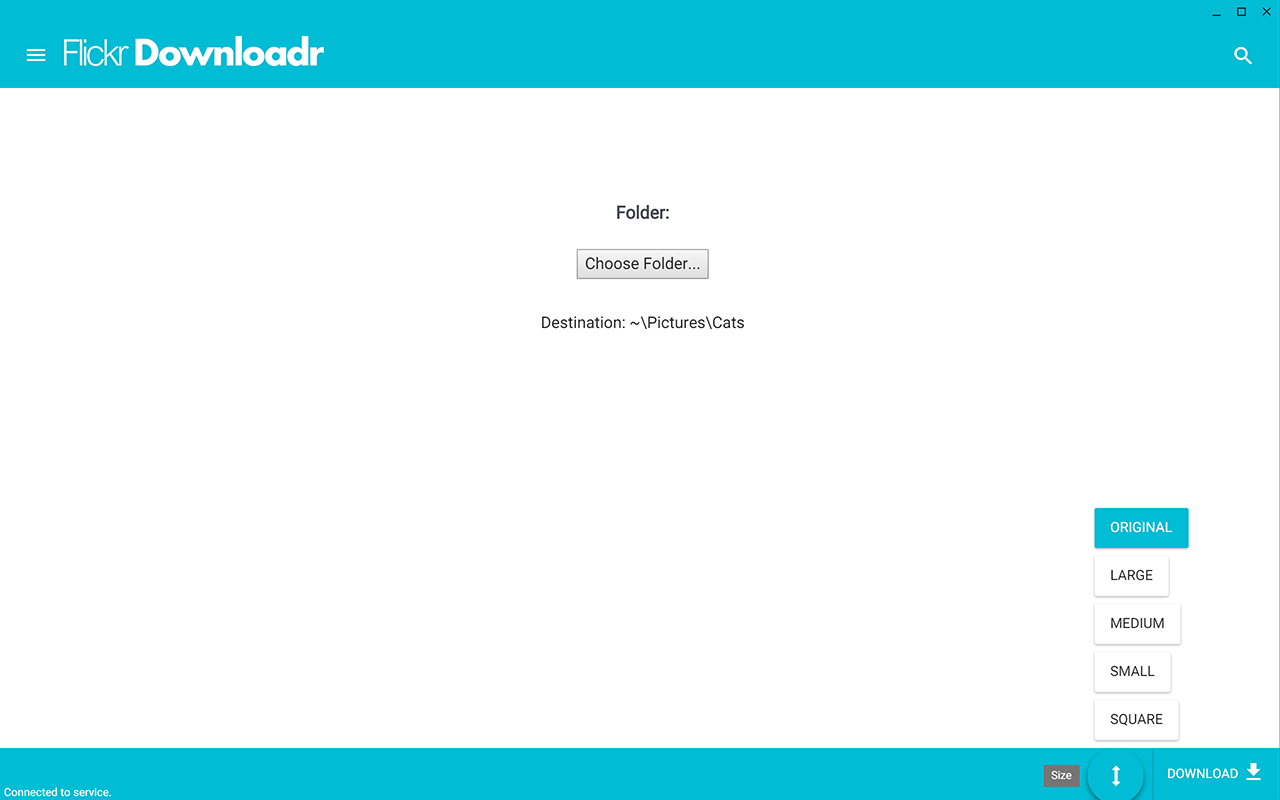 Flickr Downloadr
Folder:
Choose Folder...
Destination: ~\Pictures\Cats
ORIGINAL
LARGE
MEDIUM
SMALL
SQUARE
Size
DOWNLOAD
Connected to service.